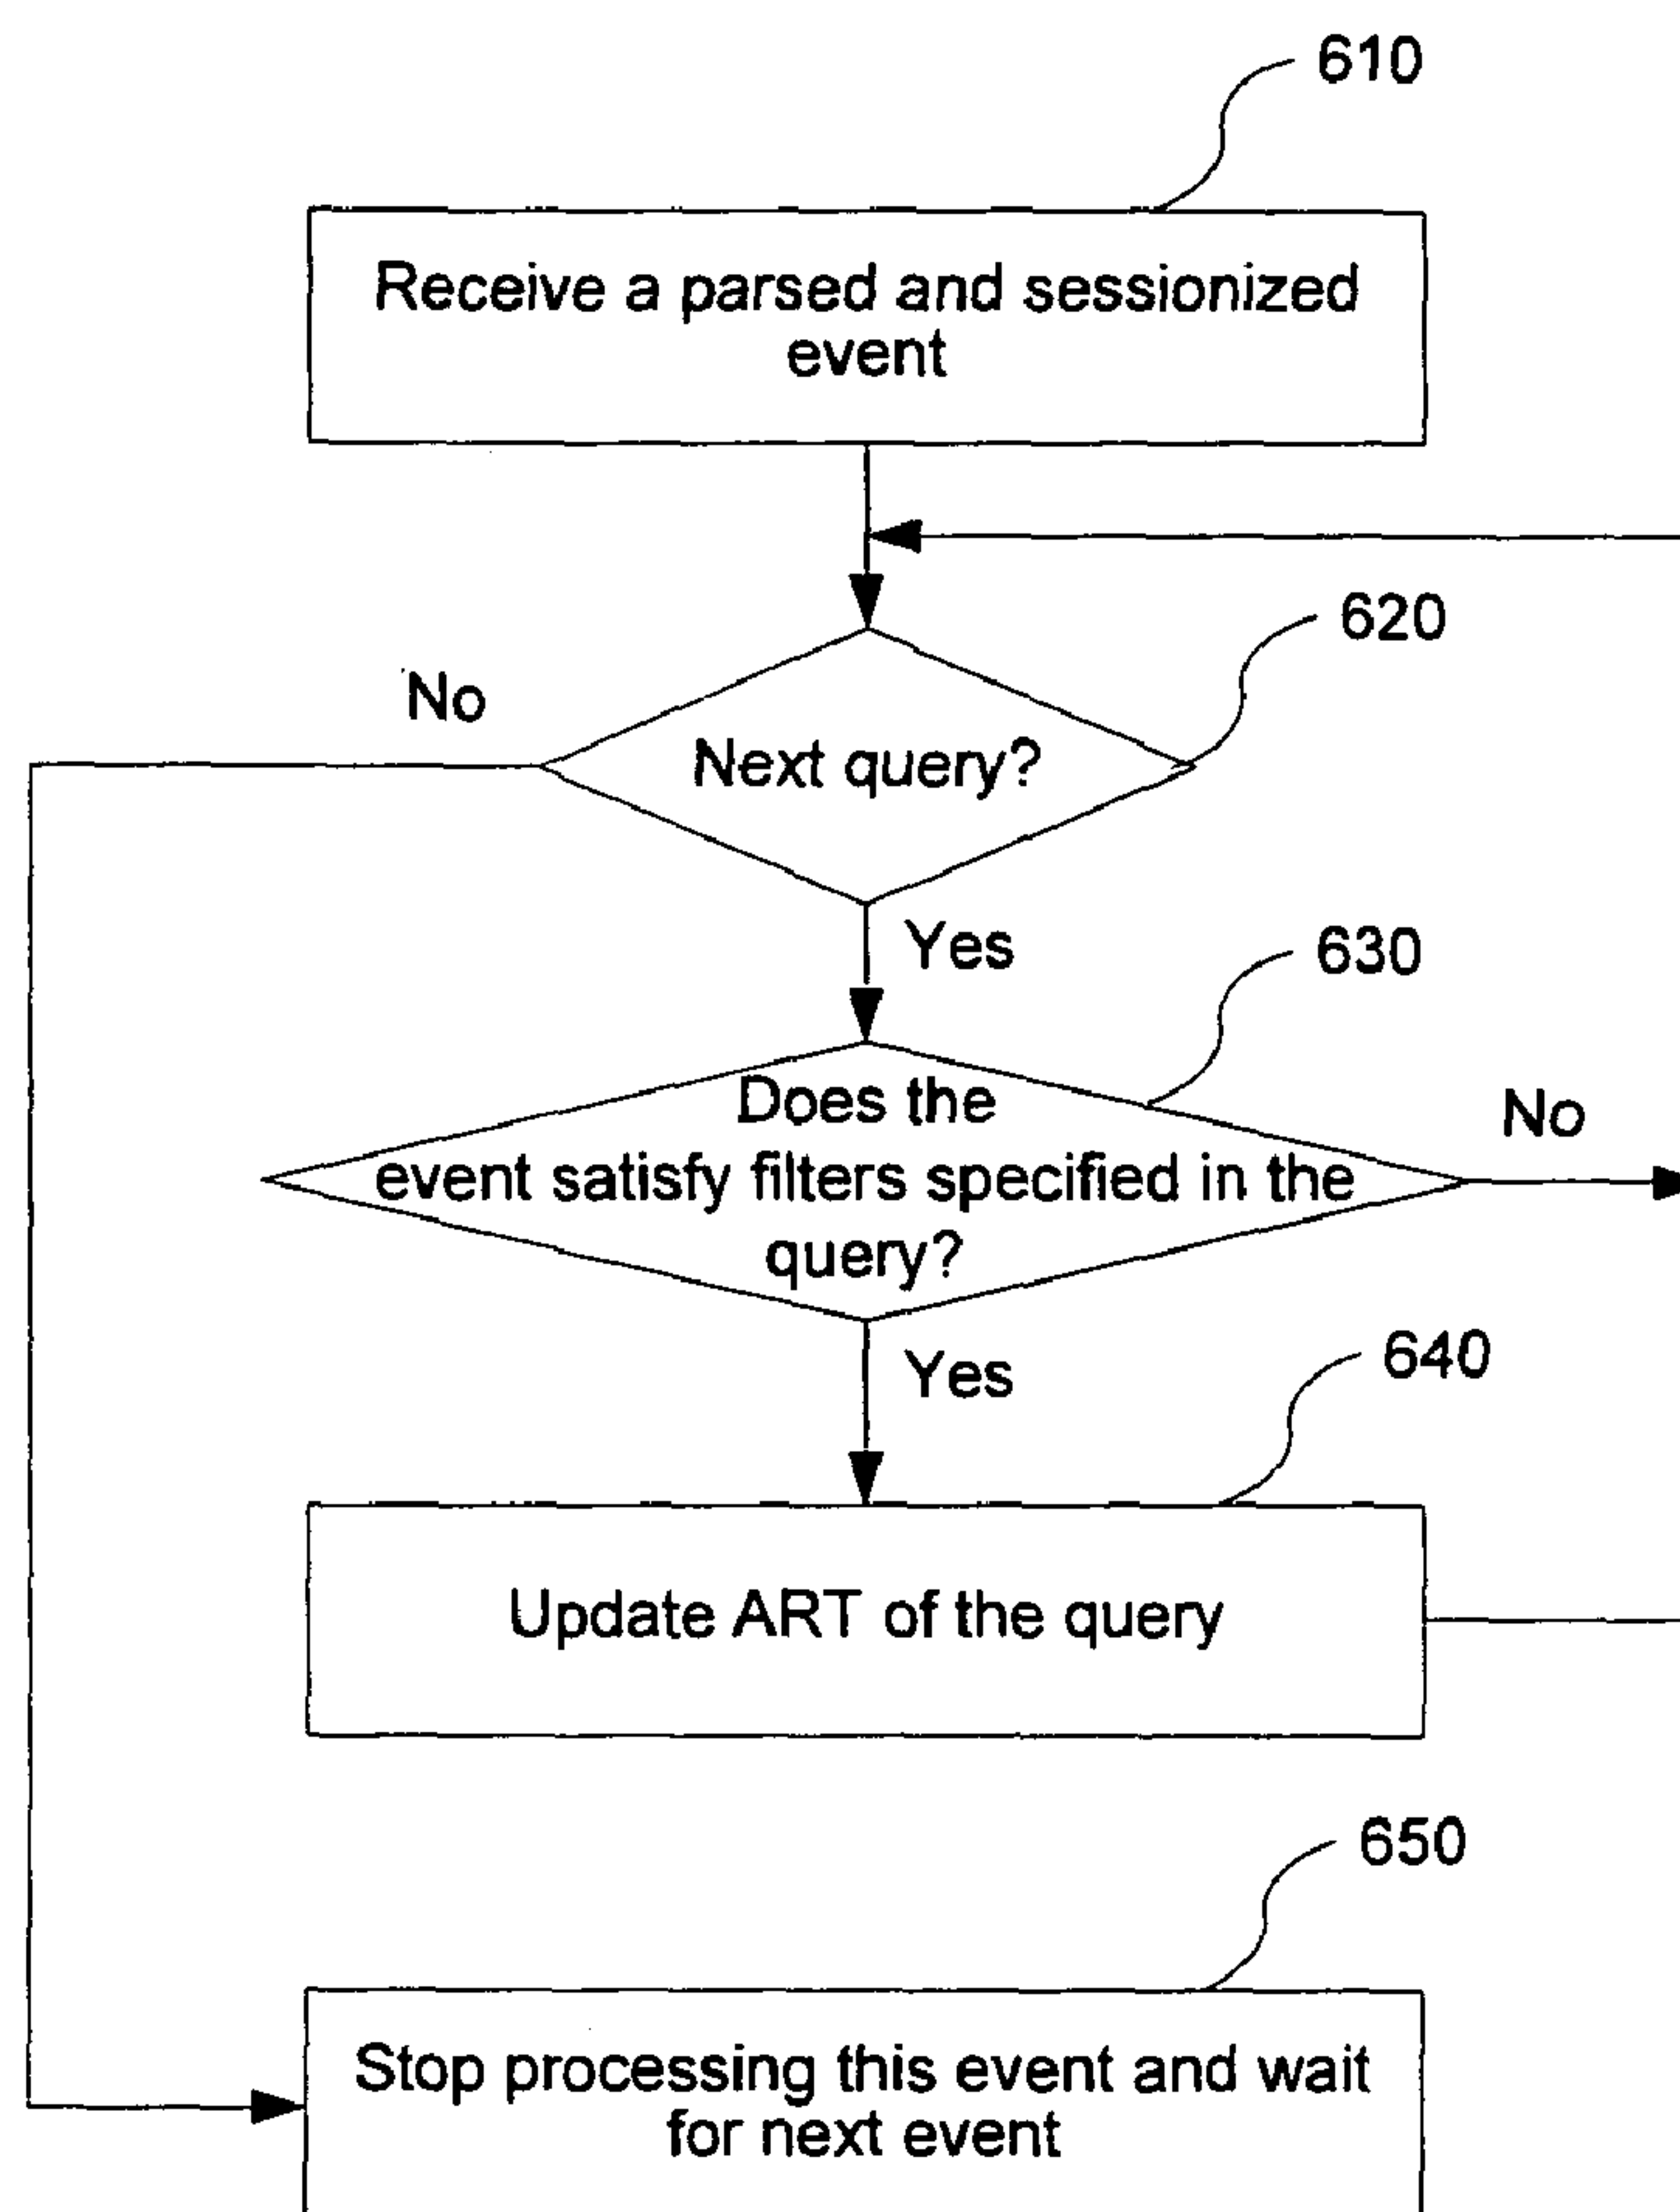 610
Receive a parsed and sessionized
event
620
No
Next query?
Yes
630
Does the
No
event satisfy filters specified in the
query?
640
Yes
Update ART of the query
650
Stop processing this event and wait
for next event